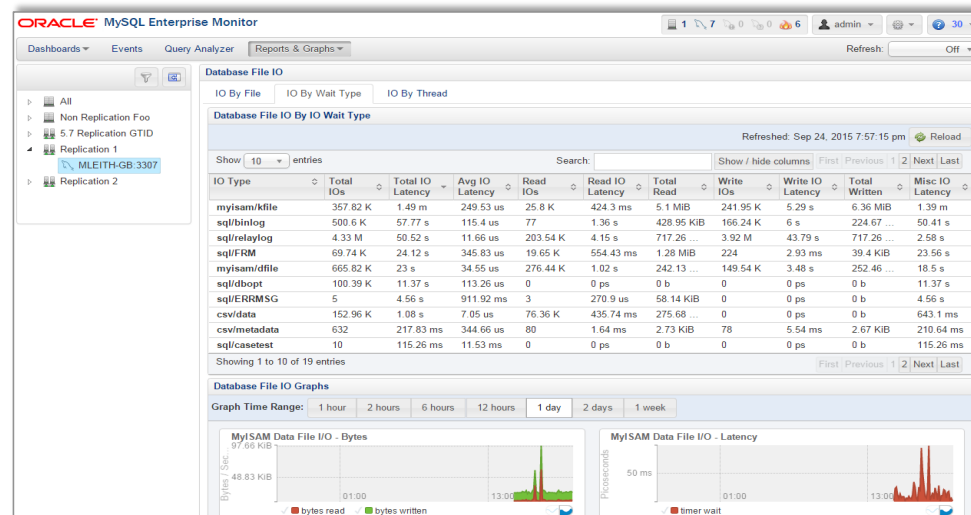 ORACLE MySQL Enterprise Monitor
1 7 0 0 6 admin 30
Dashboards Events Query Analyzer Reports & Graphs Refresh: Off
All
Non Replication Foo
5.7 Replication GTID
Replication 1
MLEITH-GB:3307
Replication 2
Database File IO
IO By File IO By Wait Type IO By Thread
Database File IO By IO Wait Type
Refreshed: Sep 24, 2015 7:57:15 pm Reload
Show 10 entries Search: Show / hide columns First Previous 1 2 Next Last
IO Type Total IOs Total IO Latency Avg IO Latency Read IOs Read IO Latency Total Read Write IOs Write IO Latency Total Written Misc IO Latency
myisam/kfile 357.82 K 1.49 m 249.53 us 25.8 K 424.3 ms 5.1 MiB 241.95 K 5.29 s 6.36 MiB 1.39 m
sql/binlog 500.6 K 57.77 s 115.4 us 77 1.36 s 428.95 KiB 166.24 K 6 s 224.67 ... 50.41 s
sql/relaylog 4.33 M 50.52 s 11.66 us 203.54 K 4.15 s 717.26 ... 3.92 M 43.79 s 717.26 ... 2.58 s
sql/FRM 69.74 K 24.12 s 345.83 us 19.65 K 554.43 ms 1.28 MiB 224 2.93 ms 39.4 KiB 23.56 s
myisam/dfile 665.82 K 23 s 34.55 us 276.44 K 1.02 s 242.13 ... 149.54 K 3.48 s 252.46 ... 18.5 s
sql/dbopt 100.39 K 11.37 s 113.26 us 0 0 ps 0 b 0 0 ps 0 b 11.37 s
sql/ERRMSG 5 4.56 s 911.92 ms 3 270.9 us 58.14 KiB 0 0 ps 0 b 4.56 s
csv/data 152.96 K 1.08 s 7.05 us 76.36 K 435.74 ms 275.68 ... 0 0 ps 0 b 643.1 ms
csv/metadata 632 217.83 ms 344.66 us 80 1.64 ms 2.73 KiB 78 5.54 ms 2.67 KiB 210.64 ms
sql/casetest 10 115.26 ms 11.53 ms 0 0 ps 0 b 0 0 ps 0 b 115.26 ms
Showing 1 to 10 of 19 entries First Previous 1 2 Next Last
Database File IO Graphs
Graph Time Range: 1 hour 2 hours 6 hours 12 hours 1 day 2 days 1 week
MyISAM Data File I/O - Bytes
97.66 KiB
48.83 KiB
Bytes / Sec
01:00 13:00
bytes read bytes written
MyISAM Data File I/O - Latency
50 ms
Picoseconds
01:00 13:00
timer wait